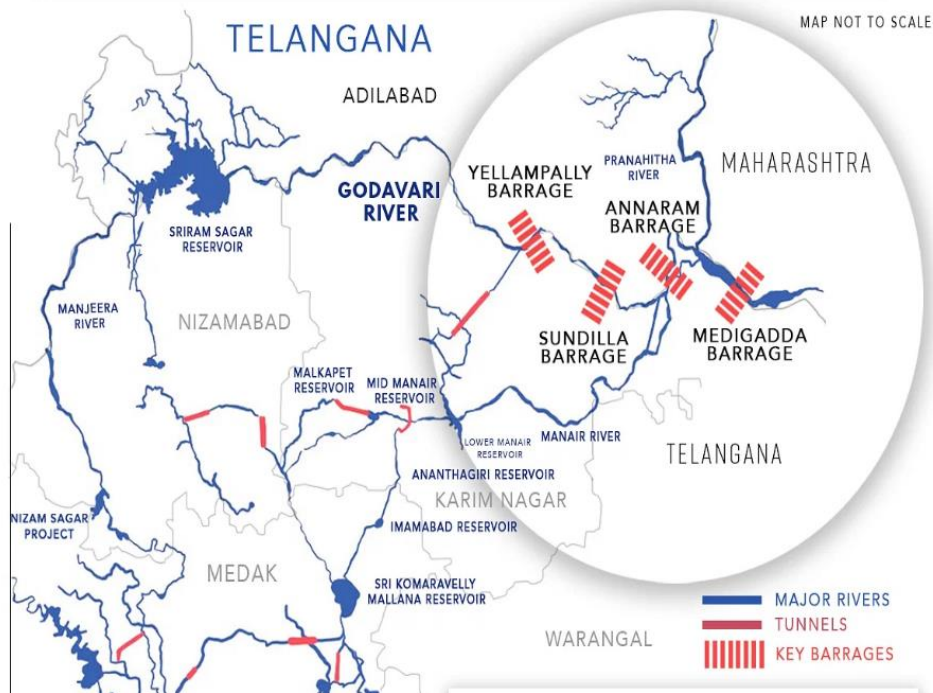 MAP NOT TO SCALE
TELANGANA
ADILABAD
PRANAHITHA
RIVER
MAHARASHTRA
YELLAMPALLY
BARRAGE
GODAVARI
RIVER
ANNARAM
BARRAGE
SRIRAM SAGAR
RESERVOIR
MANJEERA
RIVER
NIZAMABAD
SUNDILLA
BARRAGE
MEDIGADDA
BARRAGE
MALKAPET
RESERVOIR
MID MANAIR
RESERVOIR
LOWER MANAIR
RESERVOIR
MANAIR RIVER
TELANGANA
ANANTHAGIRI RESERVOIR
KARIM NAGAR
NIZAM SAGAR
PROJECT
IMAMABAD RESERVOIR
MEDAK
SRI KOMARAVELLY
MALLANA RESERVOIR
WARANGAL
MAJOR RIVERS
TUNNELS
KEY BARRAGES